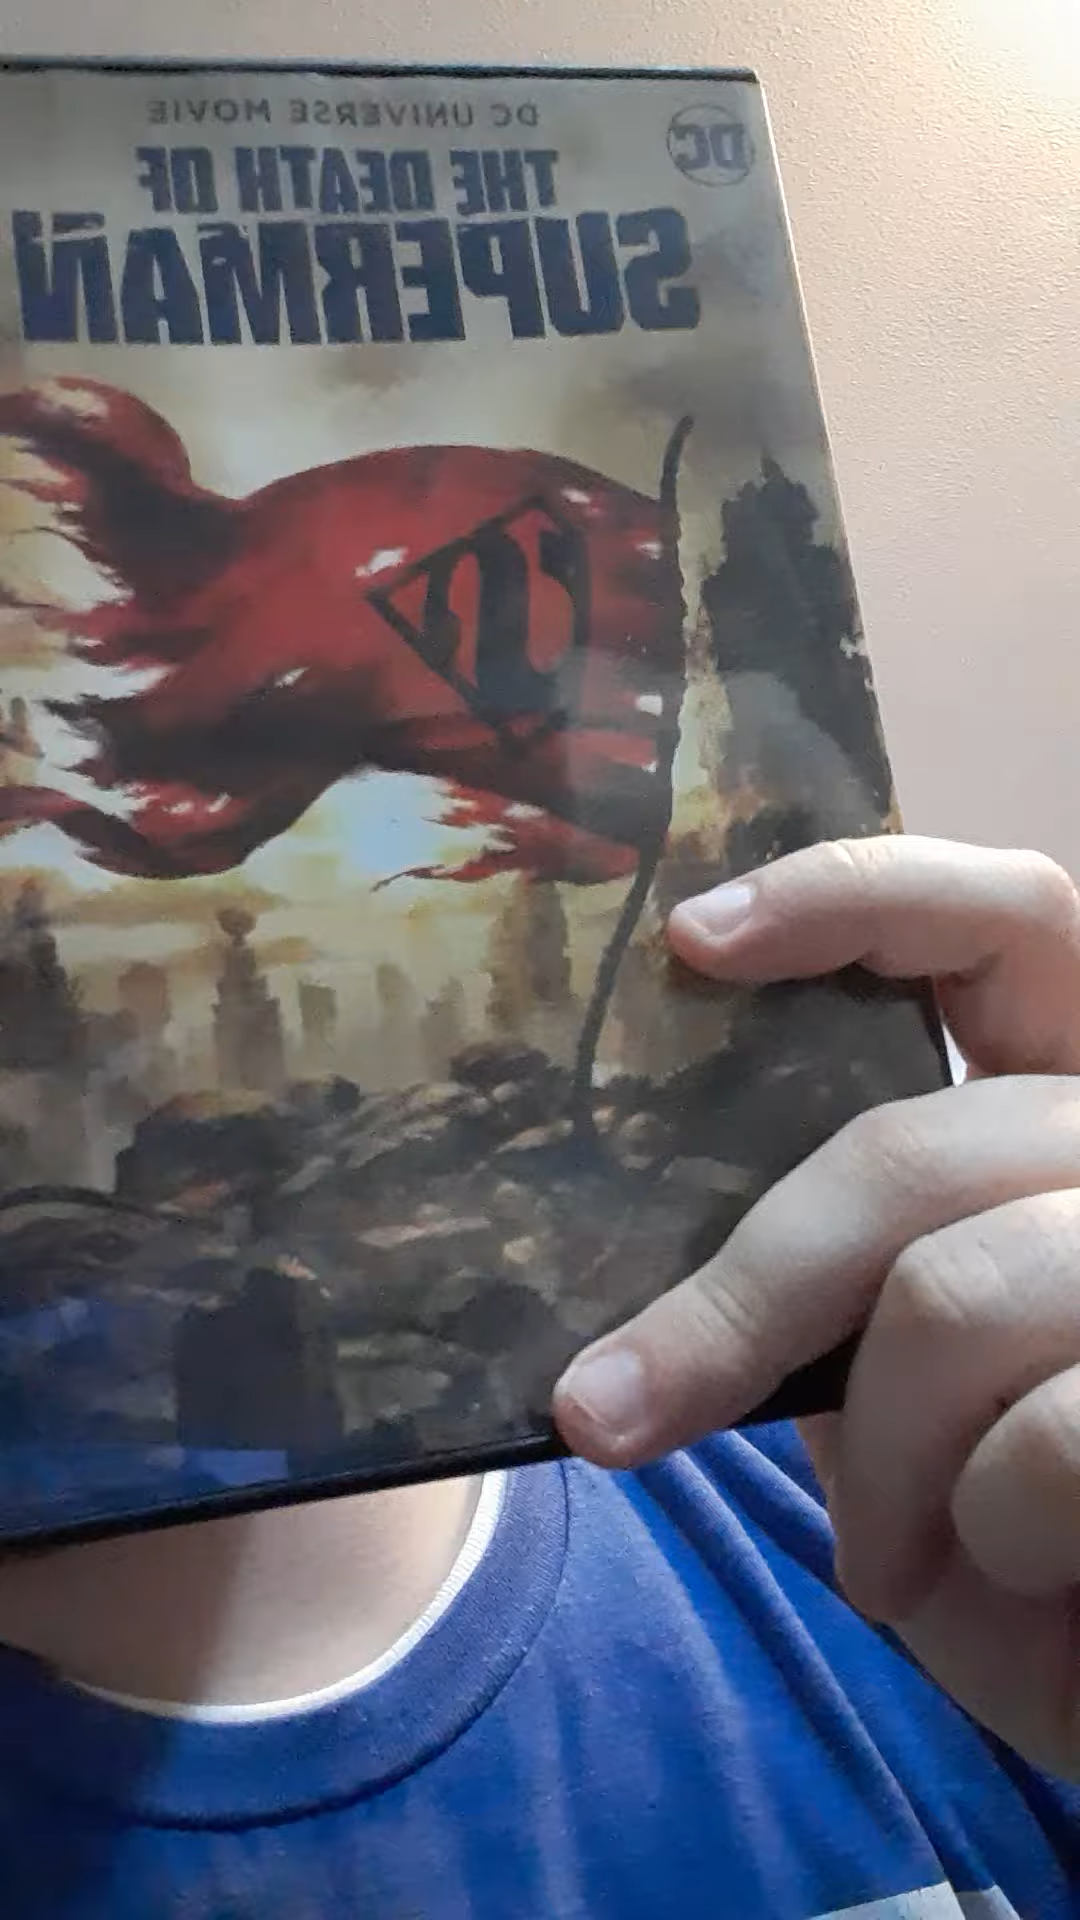 DC UNIVERSE MOVIE
DC
THE DEATH OF
SUPERMAN
S